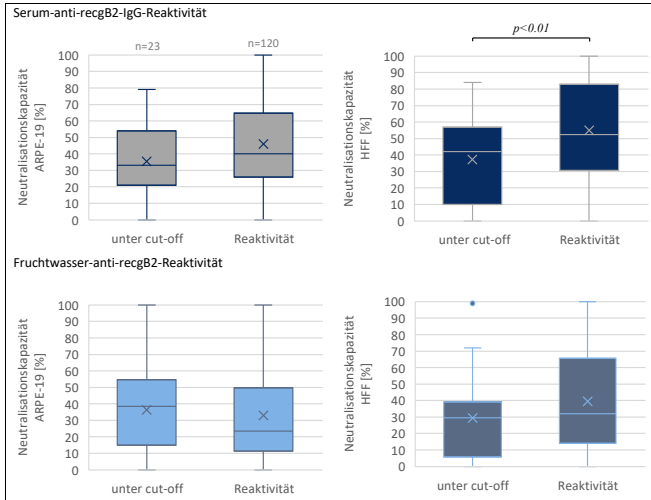 Serum-anti-recgB2-IgG-Reaktivität
p<0.01
n=23
n=120
Neutralisationskapazität
ARPE-19 [%]
100
90
80
70
60
50
40
30
20
10
0
unter cut-off
Reaktivität
Neutralisationskapazität
HFF [%]
100
90
80
70
60
50
40
30
20
10
0
unter cut-off
Reaktivität
Fruchtwasser-anti-recgB2-Reaktivität
Neutralisationskapazität
ARPE-19 [%]
100
90
80
70
60
50
40
30
20
10
0
unter cut-off
Reaktivität
Neutralisationskapazität
HFF [%]
100
90
80
70
60
50
40
30
20
10
0
unter cut-off
Reaktivität